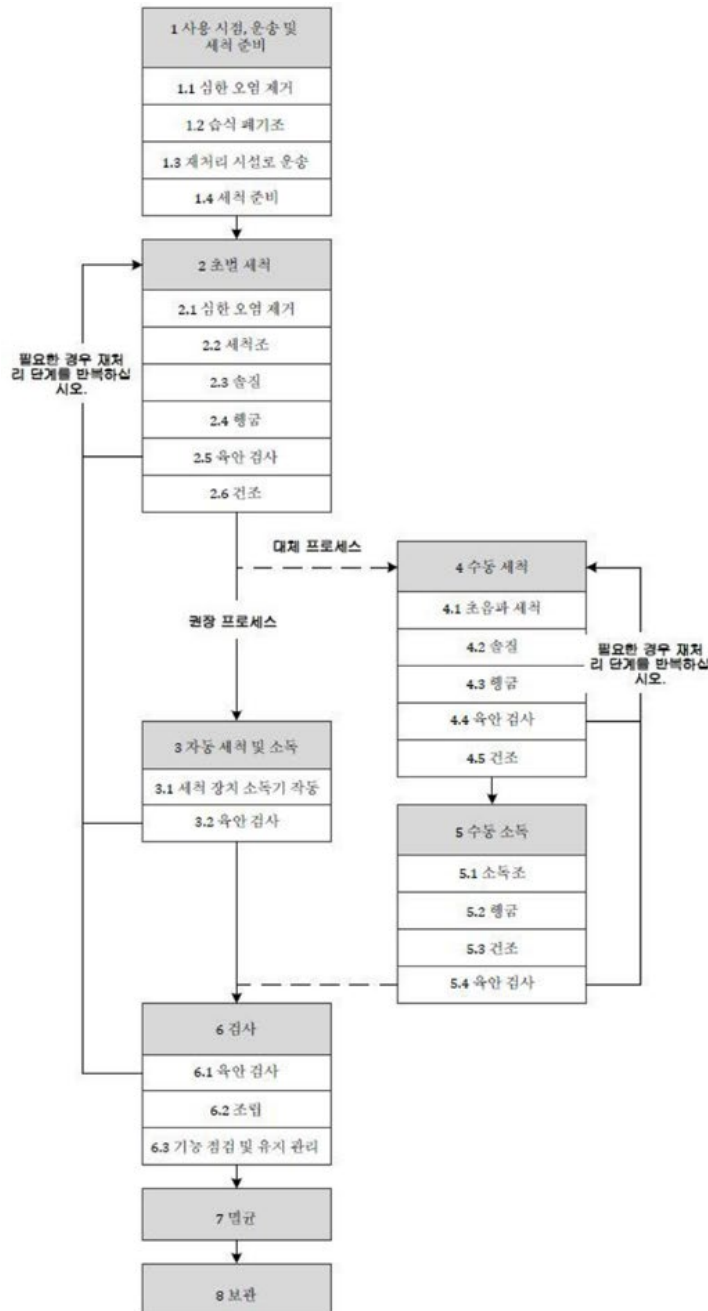 1 사용 시점, 운송 및
세척 준비
1.1 심한 오염 제거
1.2 습식 폐기조
1.3 재처리 시설로 운송
1.4 세척 준비
2 초벌 세척
2.1 심한 오염 제거
2.2 세척조
2.3 솔질
2.4 헹굼
2.5 육안 검사
2.6 건조
필요한 경우 재처
리 단계를 반복하십
시오.
대체 프로세스
권장 프로세스
4 수동 세척
4.1 초음파 세척
4.2 솔질
4.3 헹굼
4.4 육안 검사
4.5 건조
필요한 경우 재처
리 단계를 반복하십
시오.
3 자동 세척 및 소독
3.1 세척 장치 소독기 작동
3.2 육안 검사
5 수동 소독
5.1 소독조
5.2 헹굼
5.3 건조
5.4 육안 검사
6 검사
6.1 육안 검사
6.2 조립
6.3 기능 점검 및 유지 관리
7 멸균
8 보관